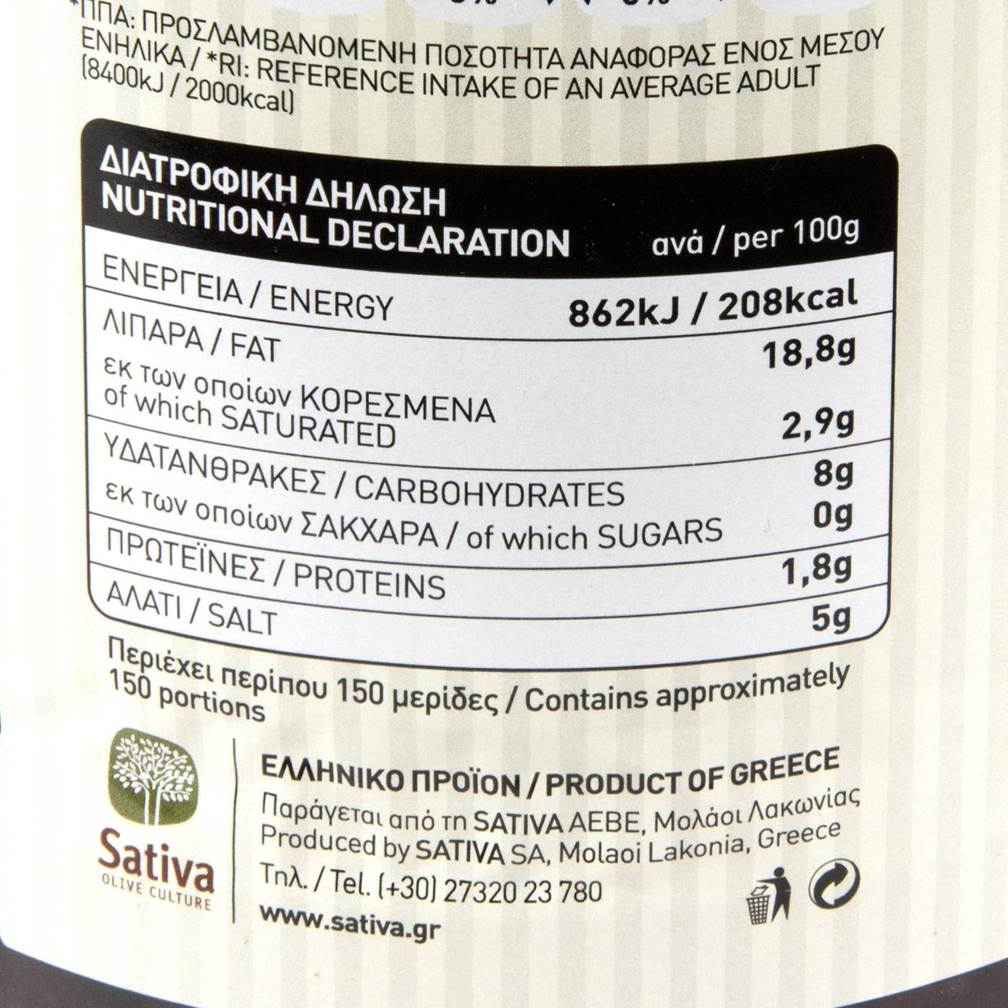 *ΠΠΑ: ΠΡΟΣΛΑΜΒΑΝΟΜΕΝΗ ΠΟΣΟΤΗΤΑ ΑΝΑΦΟΡΑΣ ΕΝΟΣ ΜΕΣΟΥ
ΕΝΗΛΙΚΑ / *RI: REFERENCE INTAKE OF AN AVERAGE ADULT
(8400kJ / 2000kcal)
ΔΙΑΤΡΟΦΙΚΗ ΔΗΛΩΣΗ
NUTRITIONAL DECLARATION ανά / per 100g
ΕΝΕΡΓΕΙΑ / ENERGY 862kJ / 208kcal
ΛΙΠΑΡΑ / FAT 18,8g
εκ των οποίων ΚΟΡΕΣΜΕΝΑ
of which SATURATED 2,9g
ΥΔΑΤΑΝΘΡΑΚΕΣ / CARBOHYDRATES 8g
εκ των οποίων ΣΑΚΧΑΡΑ / of which SUGARS 0g
ΠΡΩΤΕΪΝΕΣ / PROTEINS 1,8g
ΑΛΑΤΙ / SALT 5g
Περιέχει περίπου 150 μερίδες / Contains approximately
150 portions
Sativa
OLIVE CULTURE
ΕΛΛΗΝΙΚΟ ΠΡΟΪΟΝ / PRODUCT OF GREECE
Παράγεται από τη SATIVA ΑΕΒΕ, Μολάοι Λακωνίας
Produced by SATIVA SA, Molaoi Lakonia, Greece
Τηλ. / Tel. (+30) 27320 23 780
www.sativa.gr